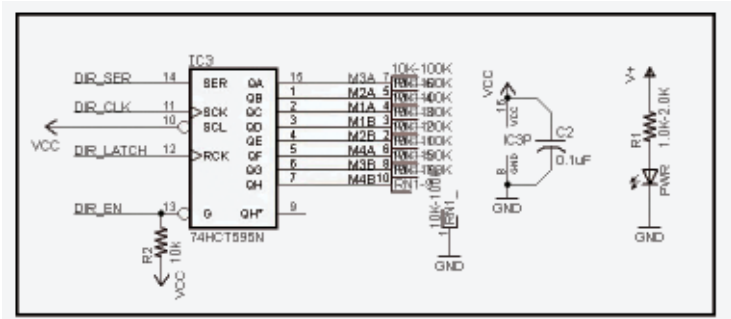 IC3
DIR_SER 14 SER QA 15 M3A 7
QB 1 M2A 5
DIR_CLK 11 SCK QC 2 M1A 4
VCC 10 SCL QD 3 M1B 3
QE 4 M2B 2
DIR_LATCH 12 RCK QF 5 M4A 6
QG 6 M3B 8
QH 7 M4B 10
DIR_EN 13 G QH* 9
74HCT595N
R2
10K
VCC
10K-100K
RN1
1
GND
VCC
16
VCC
IC3P
GND
8
C2
0.1uF
GND
V+
R1
1.0K-2.0K
PWR
GND